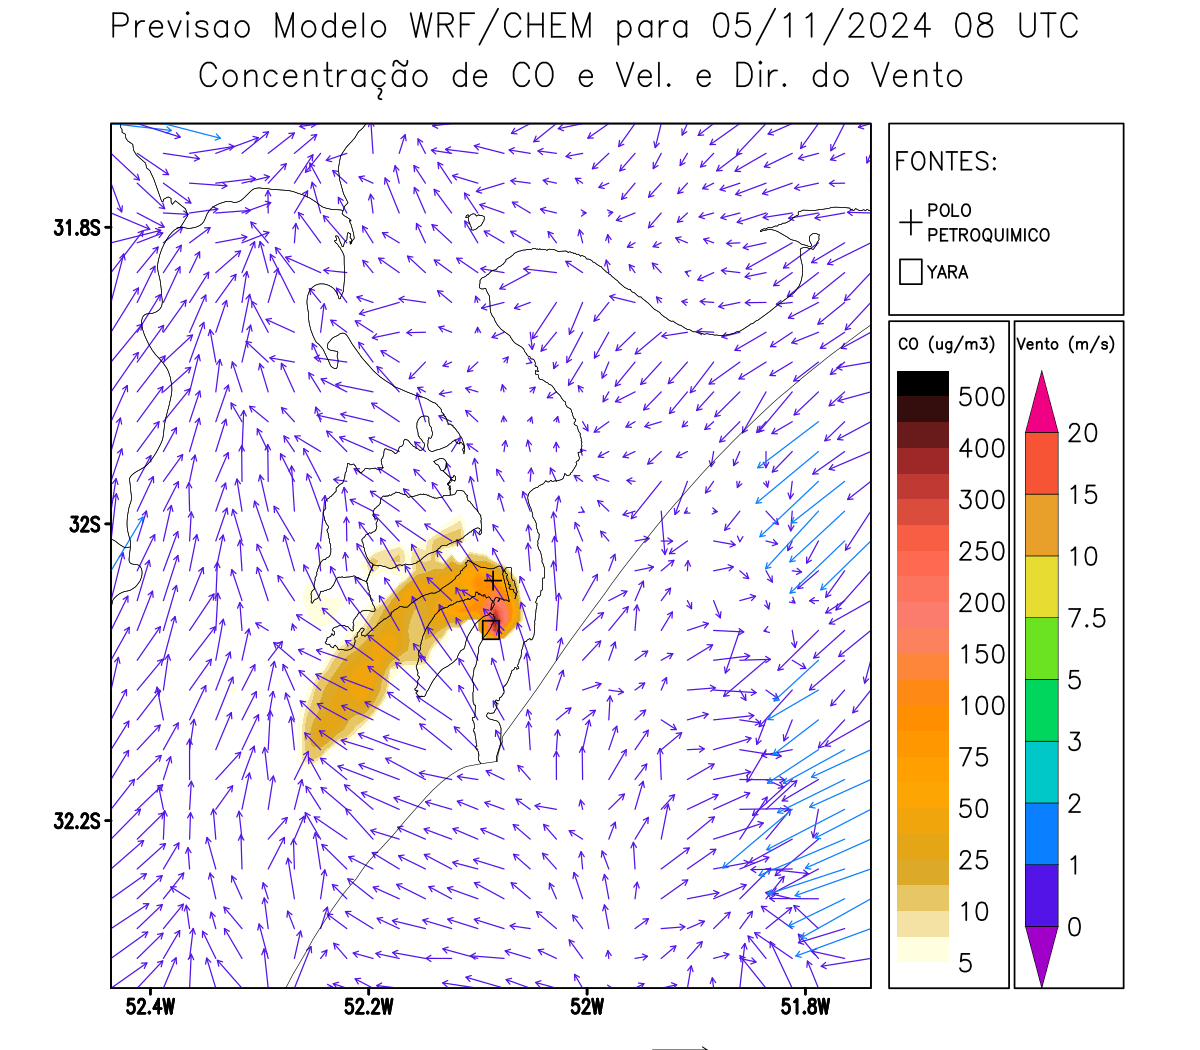 Previsao Modelo WRF/CHEM para 05/11/2024 08 UTC
Concentração de CO e Vel. e Dir. do Vento
FONTES:
POLO
PETROQUIMICO
YARA
CO (ug/m3)
500
400
300
250
200
150
100
75
50
25
10
5
Vento (m/s)
20
15
10
7.5
5
3
2
1
0
31.8S
32S
32.2S
52.4W
52.2W
52W
51.8W